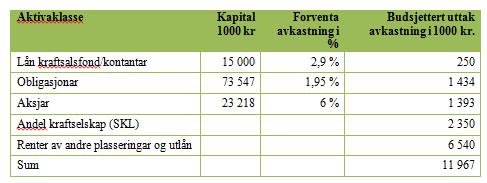 Aktivaklasse Kapital Forventa Budsjettert uttak
1000 kr avkastning i avkastning i 1000 kr.
%
Lån kraftsalsfond/kontantar 15 000 2,9 % 250
Obligasjonar 73 547 1,95 % 1 434
Aksjar 23 218 6 % 1 393
Andel kraftselskap (SKL) 2 350
Renter av andre plasseringar og utlån 6 540
Sum 11 967